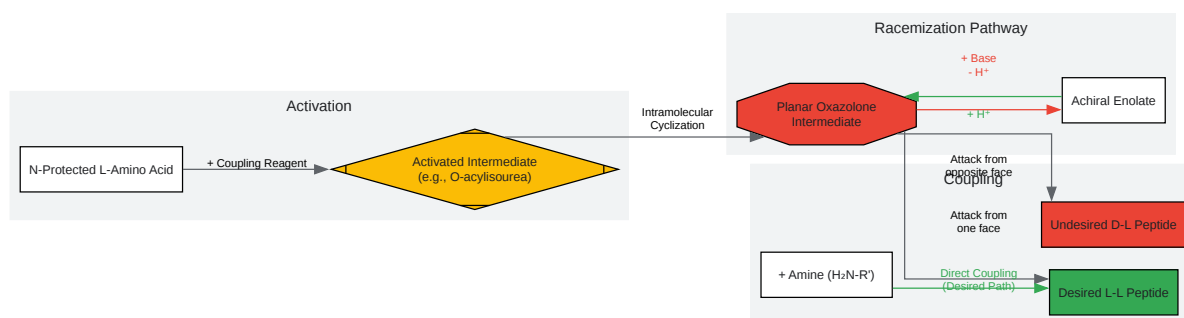 Racemization Pathway
+ Base
- H⁺
Planar Oxazolone
Intermediate
Achiral Enolate
+ H⁺
Activation
Intramolecular
Cyclization
N-Protected L-Amino Acid
+ Coupling Reagent
Activated Intermediate
(e.g., O-acylisourea)
Attack from
opposite face
Coupling
Attack from
one face
Undesired D-L Peptide
+ Amine (H₂N-R')
Direct Coupling
(Desired Path)
Desired L-L Peptide